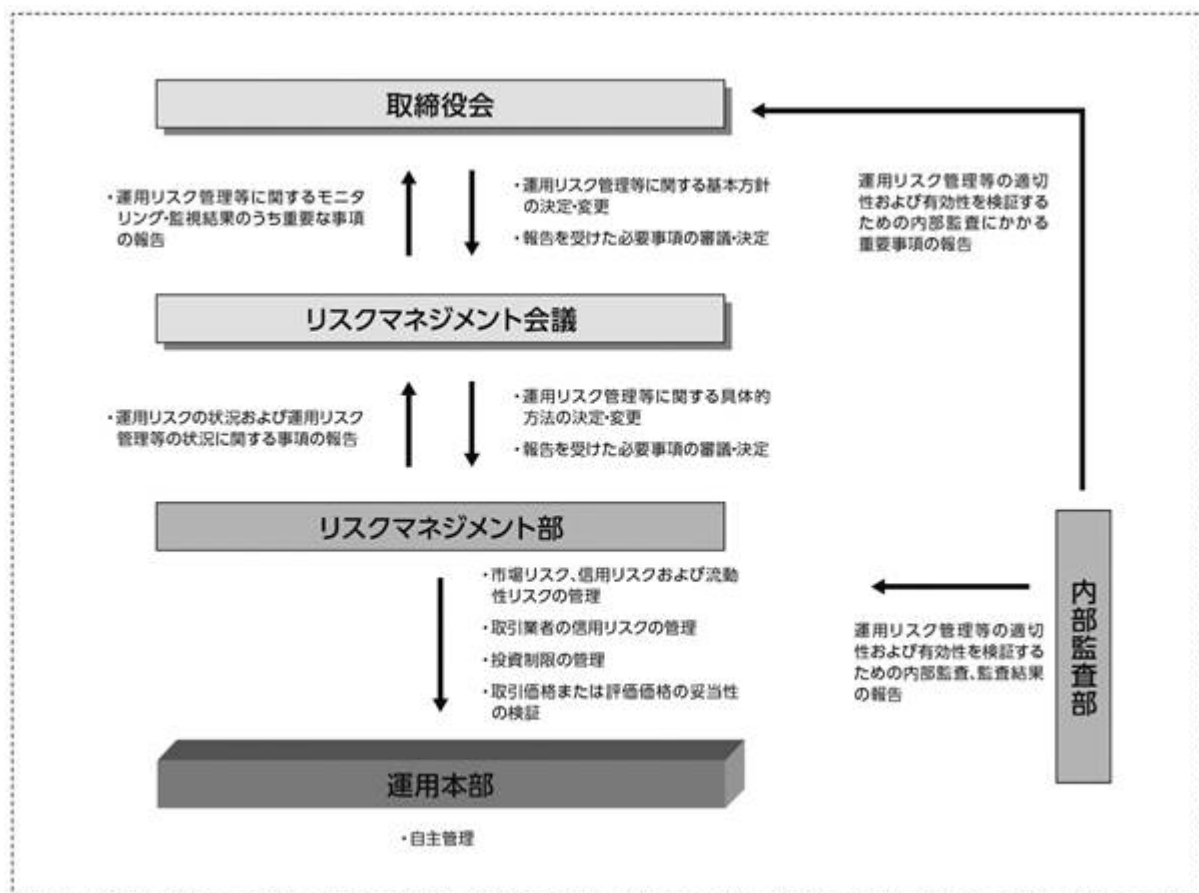 取締役会
・運用リスク管理等に関するモニタ
リング・監視結果のうち重要な事項
の報告
・運用リスク管理等に関する基本方針
の決定・変更
・報告を受けた必要事項の審議・決定
運用リスク管理等の適切
性および有効性を検証する
ための内部監査にかかる
重要事項の報告
リスクマネジメント会議
・運用リスクの状況および運用リスク
管理等の状況に関する事項の報告
・運用リスク管理等に関する具体的
方法の決定・変更
・報告を受けた必要事項の審議・決定
リスクマネジメント部
・市場リスク、信用リスクおよび流動
性リスクの管理
・取引業者の信用リスクの管理
・投資制限の管理
・取引価格または評価価格の妥当性
の検証
運用リスク管理等の適切
性および有効性を検証する
ための内部監査、監査結果
の報告
内部監査部
運用本部
・自主管理